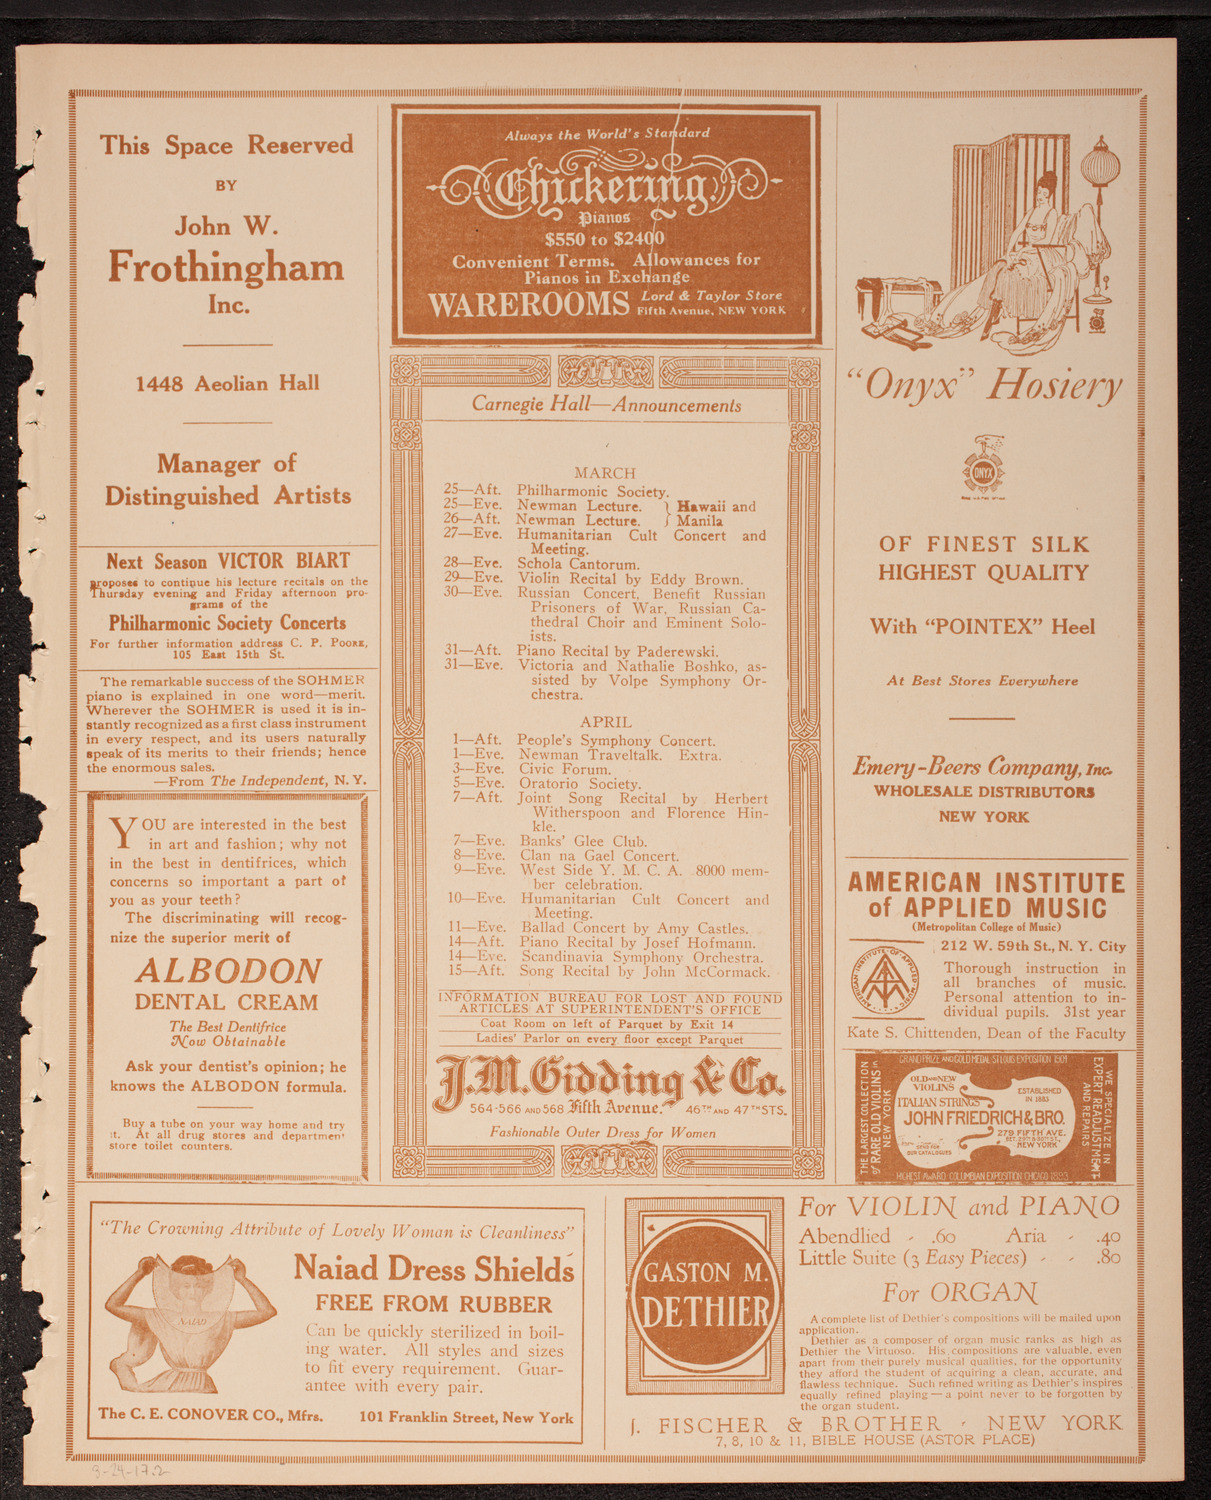 This Space Reserved
BY
John W.
Frothingham
Inc.
1448 Aeolian Hall
Manager of
Distinguished Artists
Next Season VICTOR BIART
proposes to continue his lecture recitals on the
Thursday evening and Friday afternoon pro-
grams of the
Philharmonic Society Concerts
For further information address C. P. POORE,
105 East 15th St.
The remarkable success of the SOHMER
piano is explained in one word—merit.
Wherever the SOHMER is used it is in-
stantly recognized as a first class instrument
in every respect, and its users naturally
speak of its merits to their friends; hence
the enormous sales.
—From The Independent, N. Y.
YOU are interested in the best
in art and fashion; why not
in the best in dentifrices, which
concerns so important a part of
you as your teeth?
The discriminating will recog-
nize the superior merit of
ALBODON
DENTAL CREAM
The Best Dentifrice
Now Obtainable
Ask your dentist's opinion; he
knows the ALBODON formula.
Buy a tube on your way home and try
it. At all drug stores and department
store toilet counters.
Always the World's Standard
Chickering
Pianos
$550 to $2400
Convenient Terms. Allowances for
Pianos in Exchange
WAREROOMS Lord & Taylor Store
Fifth Avenue, NEW YORK
Carnegie Hall—Announcements
MARCH
25—Aft. Philharmonic Society.
25—Eve. Newman Lecture. } Hawaii and
26—Aft. Newman Lecture. } Manila
27—Eve. Humanitarian Cult Concert and
Meeting.
28—Eve. Schola Cantorum.
29—Eve. Violin Recital by Eddy Brown.
30—Eve. Russian Concert, Benefit Russian
Prisoners of War, Russian Ca-
thedral Choir and Eminent Solo-
ists.
31—Aft. Piano Recital by Paderewski.
31—Eve. Victoria and Nathalie Boshko, as-
sisted by Volpe Symphony Or-
chestra.
APRIL
1—Aft. People's Symphony Concert.
1—Eve. Newman Traveltalk. Extra.
3—Eve. Civic Forum.
5—Eve. Oratorio Society.
7—Aft. Joint Song Recital by Herbert
Witherspoon and Florence Hin-
kle.
7—Eve. Banks' Glee Club.
8—Eve. Clan na Gael Concert.
9—Eve. West Side Y. M. C. A. 8000 mem-
ber celebration.
10—Eve. Humanitarian Cult Concert and
Meeting.
11—Eve. Ballad Concert by Amy Castles.
14—Aft. Piano Recital by Josef Hofmann.
14—Eve. Scandinavia Symphony Orchestra.
15—Aft. Song Recital by John McCormack.
INFORMATION BUREAU FOR LOST AND FOUND
ARTICLES AT SUPERINTENDENT'S OFFICE
Coat Room on left of Parquet by Exit 14
Ladies' Parlor on every floor except Parquet
J.M. Gidding & Co.
564-566 AND 568 Fifth Avenue. 46TH AND 47TH STS.
Fashionable Outer Dress for Women
"Onyx" Hosiery
ONYX
OF FINEST SILK
HIGHEST QUALITY
With "POINTEX" Heel
At Best Stores Everywhere
Emery-Beers Company, Inc.
WHOLESALE DISTRIBUTORS
NEW YORK
AMERICAN INSTITUTE
of APPLIED MUSIC
(Metropolitan College of Music)
212 W. 59th St., N. Y. City
AMERICAN INSTITUTE OF APPLIED MUSIC
Thorough instruction in
all branches of music.
Personal attention to in-
dividual pupils. 31st year
Kate S. Chittenden, Dean of the Faculty
GRAND PRIZE AND GOLD MEDAL ST. LOUIS EXPOSITION 1904
THE LARGEST COLLECTION
of RARE OLD VIOLINS in
NEW YORK
OLD AND NEW
VIOLINS
ITALIAN STRINGS
ESTABLISHED
IN 1883
JOHN FRIEDRICH & BRO.
279 FIFTH AVE.
NEW YORK
SEND FOR
OUR CATALOGUES
WE SPECIALIZE IN
EXPERT READJUSTMENT
AND REPAIRS
HIGHEST AWARD COLUMBIAN EXPOSITION CHICAGO 1893
"The Crowning Attribute of Lovely Woman is Cleanliness"
NAIAD
Naiad Dress Shields
FREE FROM RUBBER
Can be quickly sterilized in boil-
ing water. All styles and sizes
to fit every requirement. Guar-
antee with every pair.
The C. E. CONOVER CO., Mfrs. 101 Franklin Street, New York
GASTON M.
DETHIER
For VIOLIN and PIANO
Abendlied - .60 Aria - .40
Little Suite (3 Easy Pieces) - - .80
For ORGAN
A complete list of Dethier's compositions will be mailed upon
application.
Dethier as a composer of organ music ranks as high as
Dethier the Virtuoso. His compositions are valuable, even
apart from their purely musical qualities, for the opportunity
they afford the student of acquiring a clean, accurate, and
flawless technique. Such refined writing as Dethier's inspires
equally refined playing — a point never to be forgotten by
the organ student.
J. FISCHER & BROTHER - NEW YORK
7, 8, 10 & 11, BIBLE HOUSE (ASTOR PLACE)
3-24-17.2